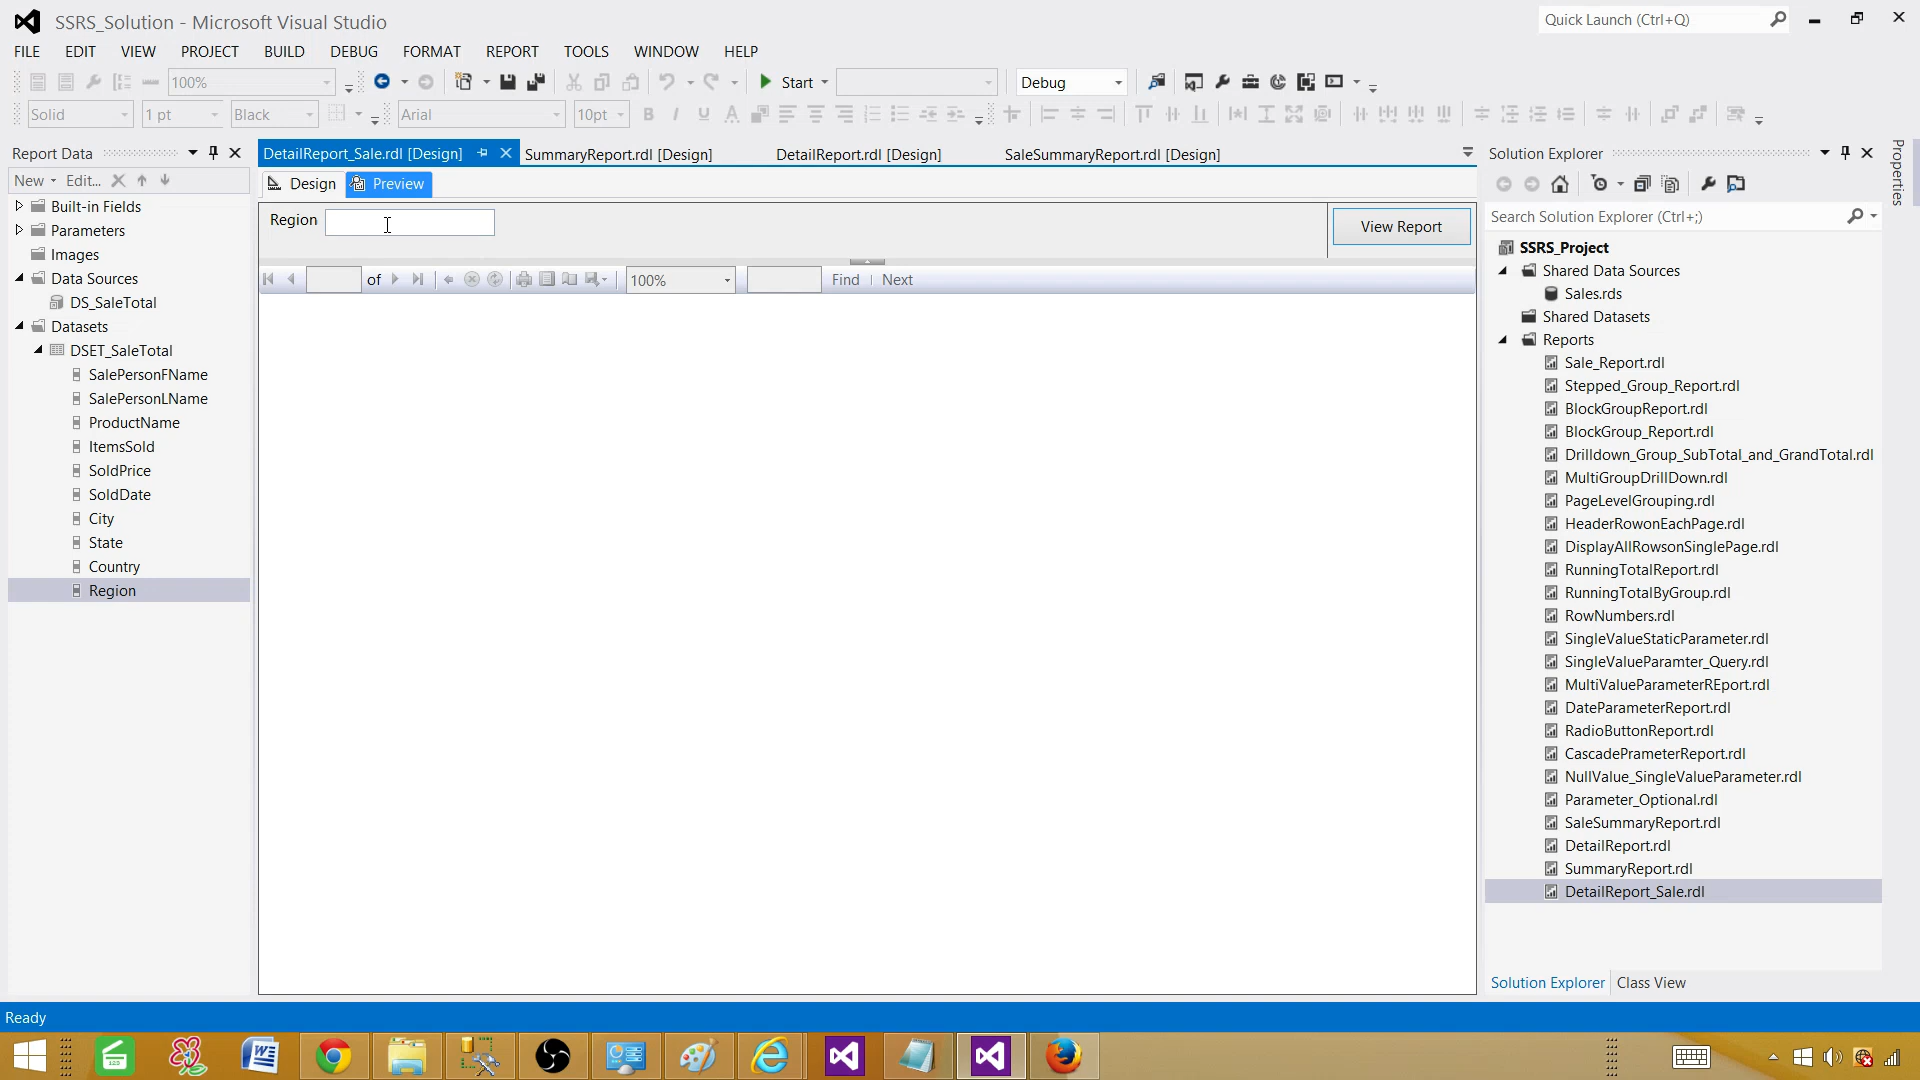 SSRS_Solution - Microsoft Visual Studio
Quick Launch (Ctrl+Q)
FILE EDIT VIEW PROJECT BUILD DEBUG FORMAT REPORT TOOLS WINDOW HELP
100% Start Debug
Solid 1 pt Black Arial 10pt
Report Data
DetailReport_Sale.rdl [Design] SummaryReport.rdl [Design] DetailReport.rdl [Design] SaleSummaryReport.rdl [Design]
Solution Explorer
Properties
New Edit...
Design Preview
Region
View Report
of 100% Find Next
Built-in Fields
Parameters
Images
Data Sources
DS_SaleTotal
Datasets
DSET_SaleTotal
SalePersonFName
SalePersonLName
ProductName
ItemsSold
SoldPrice
SoldDate
City
State
Country
Region
Search Solution Explorer (Ctrl+;)
SSRS_Project
Shared Data Sources
Sales.rds
Shared Datasets
Reports
Sale_Report.rdl
Stepped_Group_Report.rdl
BlockGroupReport.rdl
BlockGroup_Report.rdl
Drilldown_Group_SubTotal_and_GrandTotal.rdl
MultiGroupDrillDown.rdl
PageLevelGrouping.rdl
HeaderRowonEachPage.rdl
DisplayAllRowsonSinglePage.rdl
RunningTotalReport.rdl
RunningTotalByGroup.rdl
RowNumbers.rdl
SingleValueStaticParameter.rdl
SingleValueParamter_Query.rdl
MultiValueParameterREport.rdl
DateParameterReport.rdl
RadioButtonReport.rdl
CascadePrameterReport.rdl
NullValue_SingleValueParameter.rdl
Parameter_Optional.rdl
SaleSummaryReport.rdl
DetailReport.rdl
SummaryReport.rdl
DetailReport_Sale.rdl
Solution Explorer Class View
Ready